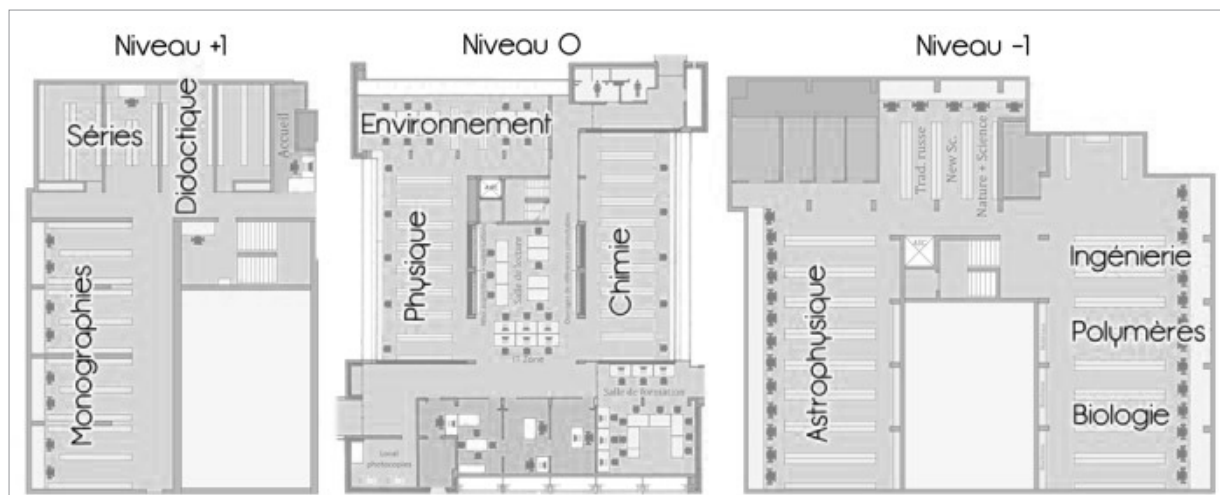 Niveau +1
Séries
Didactique
Accueil
Monographies
Niveau 0
Environnement
Physique
Salle de lecture
Chimie
IT Zone
Salle de formation
Local
photocopies
Niveau -1
Trad. russe
New Sc.
Nature + Science
Astrophysique
Ingénierie
Polymères
Biologie